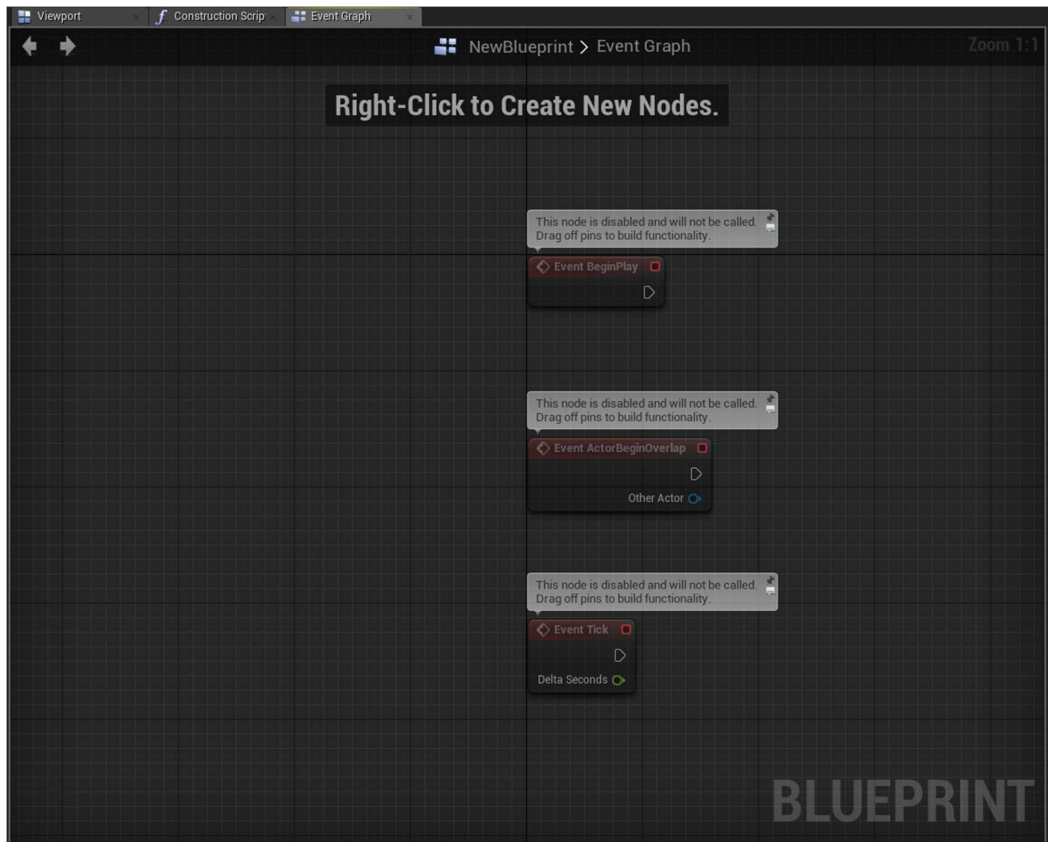 Viewport
Construction Scrip
Event Graph
NewBlueprint > Event Graph
Zoom 1:1
Right-Click to Create New Nodes.
This node is disabled and will not be called.
Drag off pins to build functionality.
Event BeginPlay
This node is disabled and will not be called.
Drag off pins to build functionality.
Event ActorBeginOverlap
Other Actor
This node is disabled and will not be called.
Drag off pins to build functionality.
Event Tick
Delta Seconds
BLUEPRINT